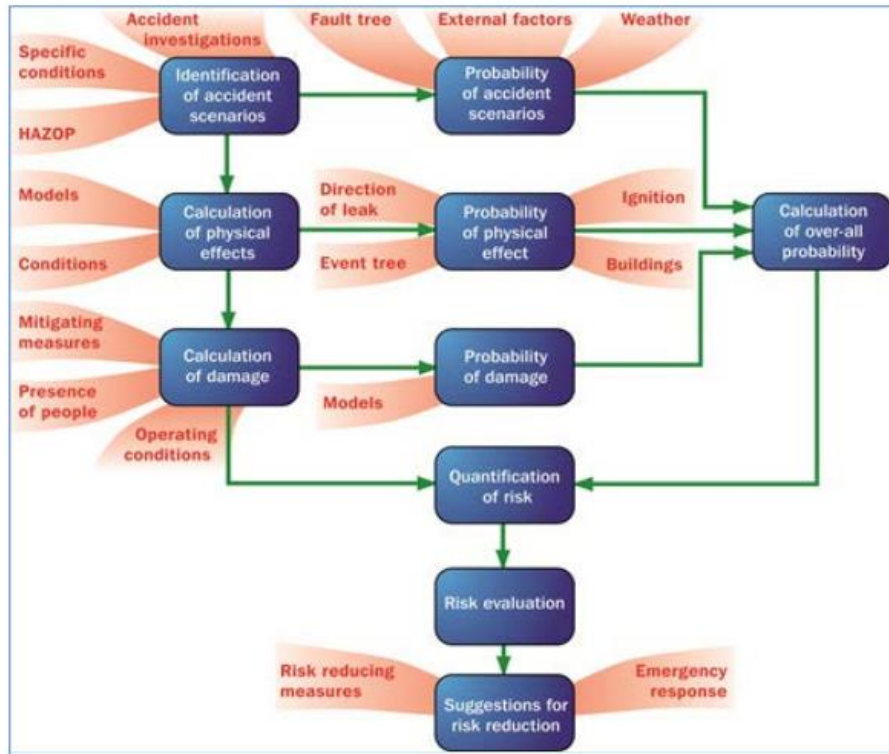 Accident
investigations
Fault tree
External factors
Weather
Specific
conditions
Identification
of accident
scenarios
Probability
of accident
scenarios
HAZOP
Models
Direction
of leak
Ignition
Calculation
of physical
effects
Probability
of physical
effect
Calculation
of over-all
probability
Conditions
Event tree
Buildings
Mitigating
measures
Calculation
of damage
Probability
of damage
Presence
of people
Models
Operating
conditions
Quantification
of risk
Risk evaluation
Risk reducing
measures
Suggestions for
risk reduction
Emergency
response